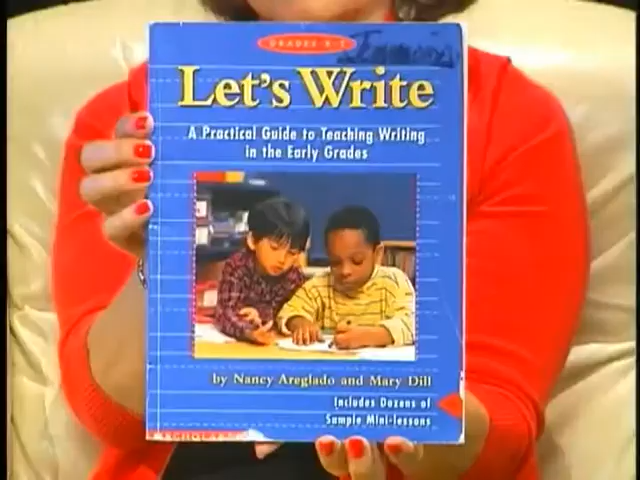 GRADES K-2
Let's Write
A Practical Guide to Teaching Writing
in the Early Grades
by Nancy Areglado and Mary Dill
Includes Dozens of
Sample Mini-lessons